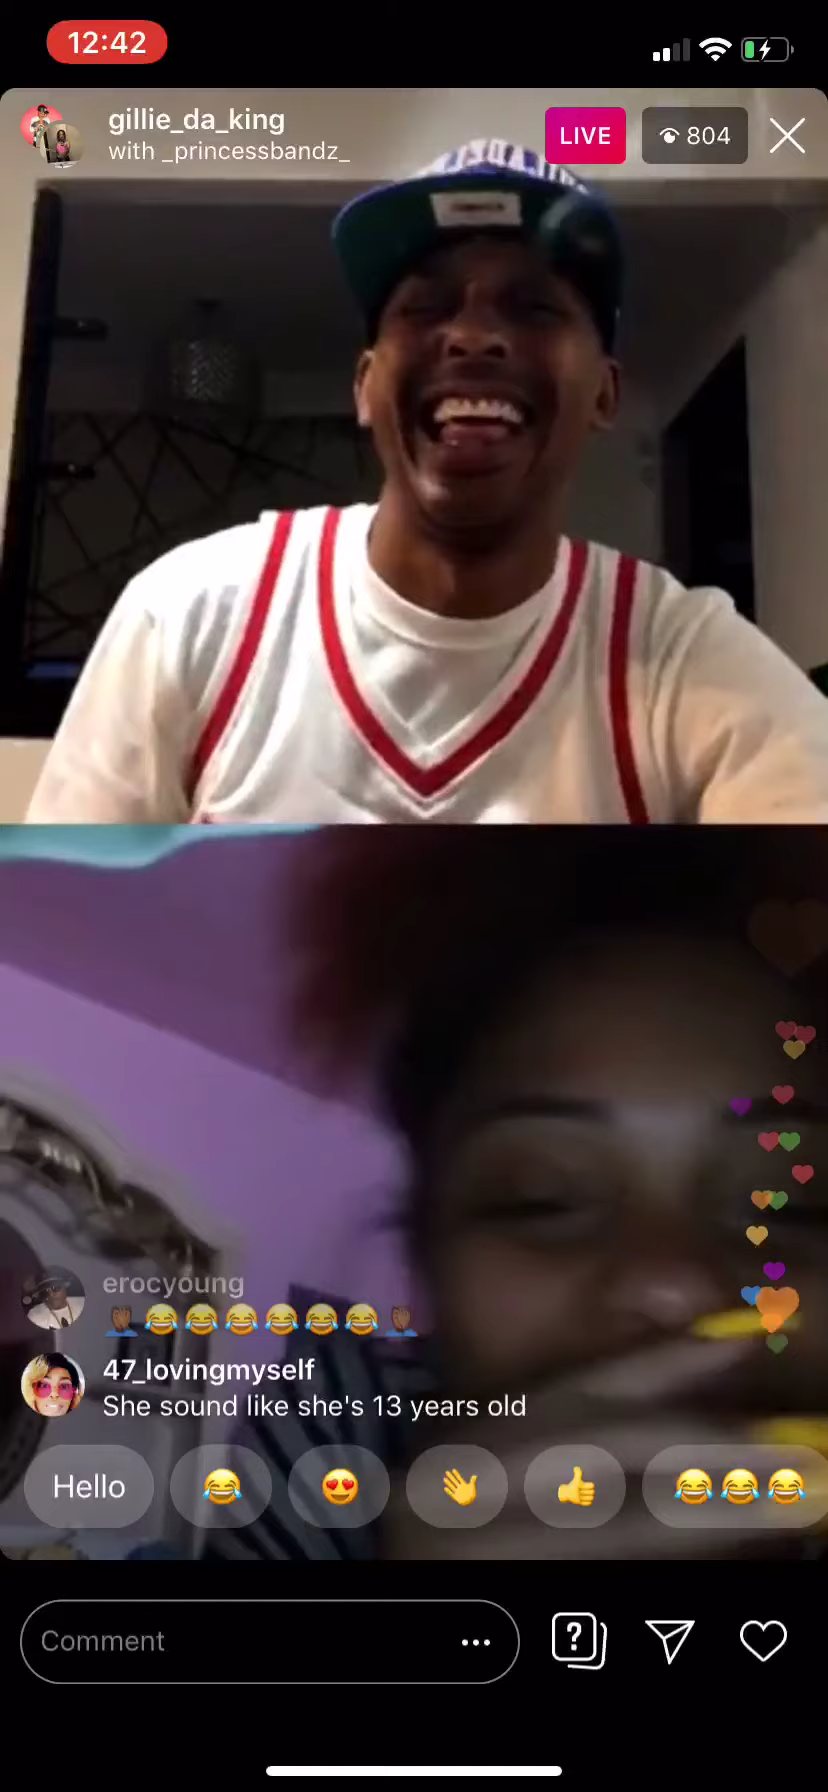 12:42
gillie_da_king
with _princessbandz_
LIVE
804
erocyoung
🤦🏾‍♂️😂😂😂😂😂😂🤦🏾‍♂️
47_lovingmyself
She sound like she's 13 years old
Hello 😂 😍 👋 👍 😂😂😂
Comment